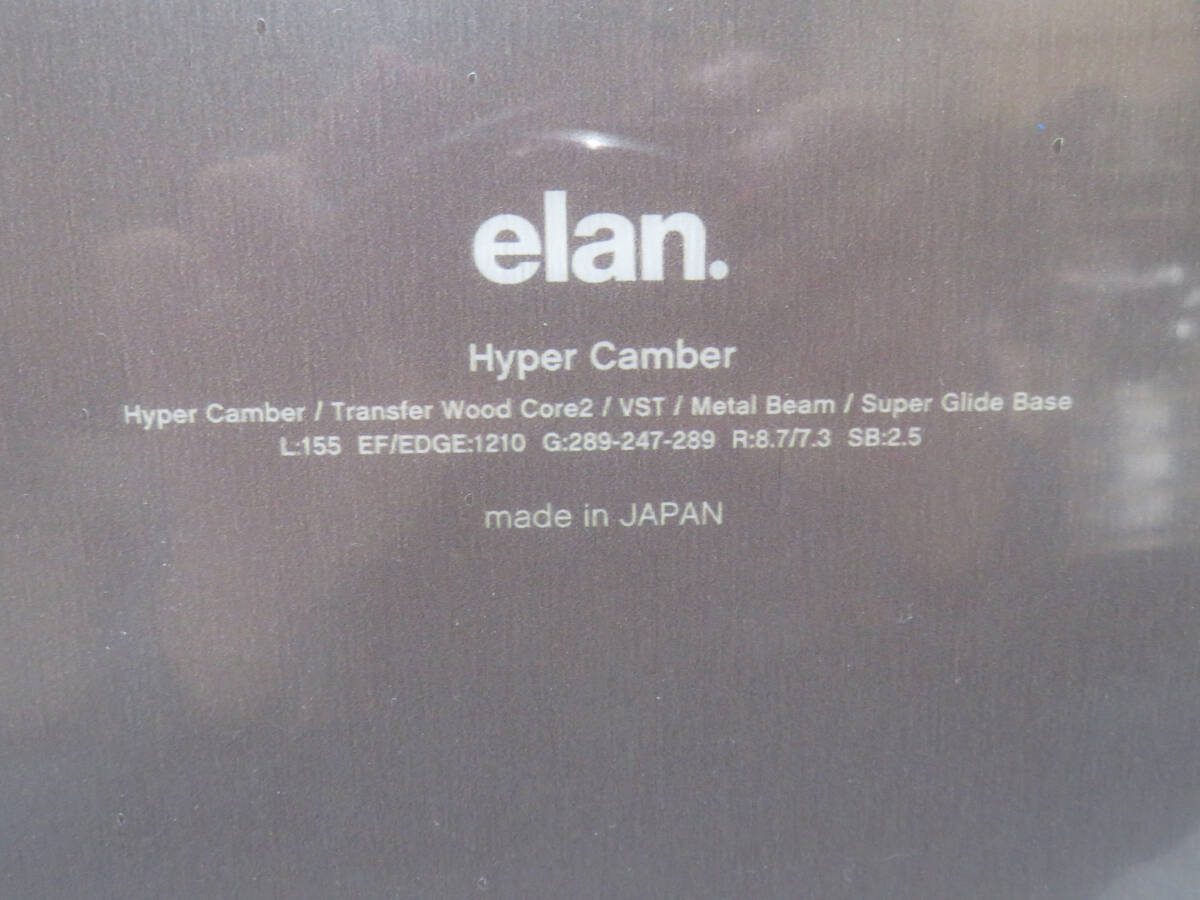 elan.
Hyper Camber
Hyper Camber / Transfer Wood Core2 / VST / Metal Beam / Super Glide Base
L:155 EF/EDGE:1210 G:289-247-289 R:8.7/7.3 SB:2.5
made in JAPAN